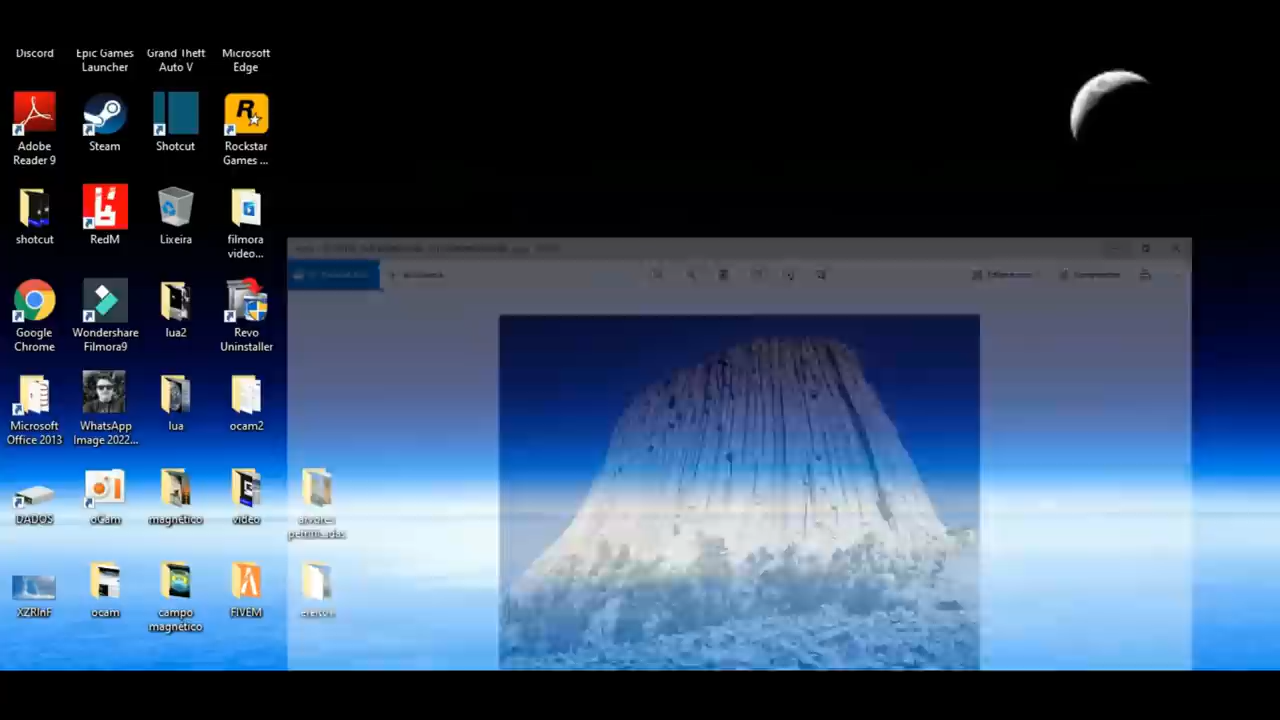 Discord
Epic Games
Launcher
Grand Theft
Auto V
Microsoft
Edge
Adobe
Reader 9
Steam
Shotcut
Rockstar
Games ...
shotcut
RedM
Lixeira
filmora
video...
Google
Chrome
Wondershare
Filmora9
lua2
Revo
Uninstaller
Microsoft
Office 2013
WhatsApp
Image 2022...
lua
ocam2
DADOS
oCam
magnético
video
XZRInF
ocam
campo
magnético
FIVEM